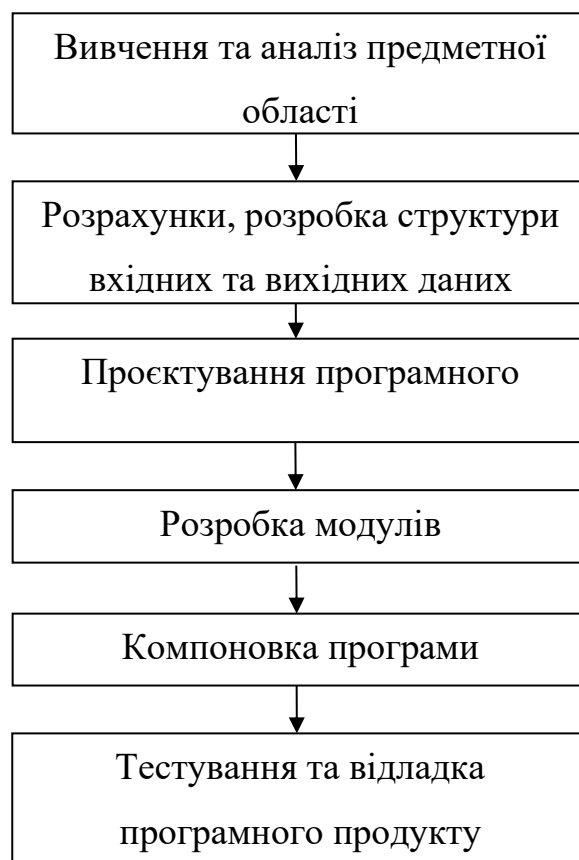 Вивчення та аналіз предметної
області
Розрахунки, розробка структури
вхідних та вихідних даних
Проєктування програмного
Розробка модулів
Компоновка програми
Тестування та відладка
програмного продукту